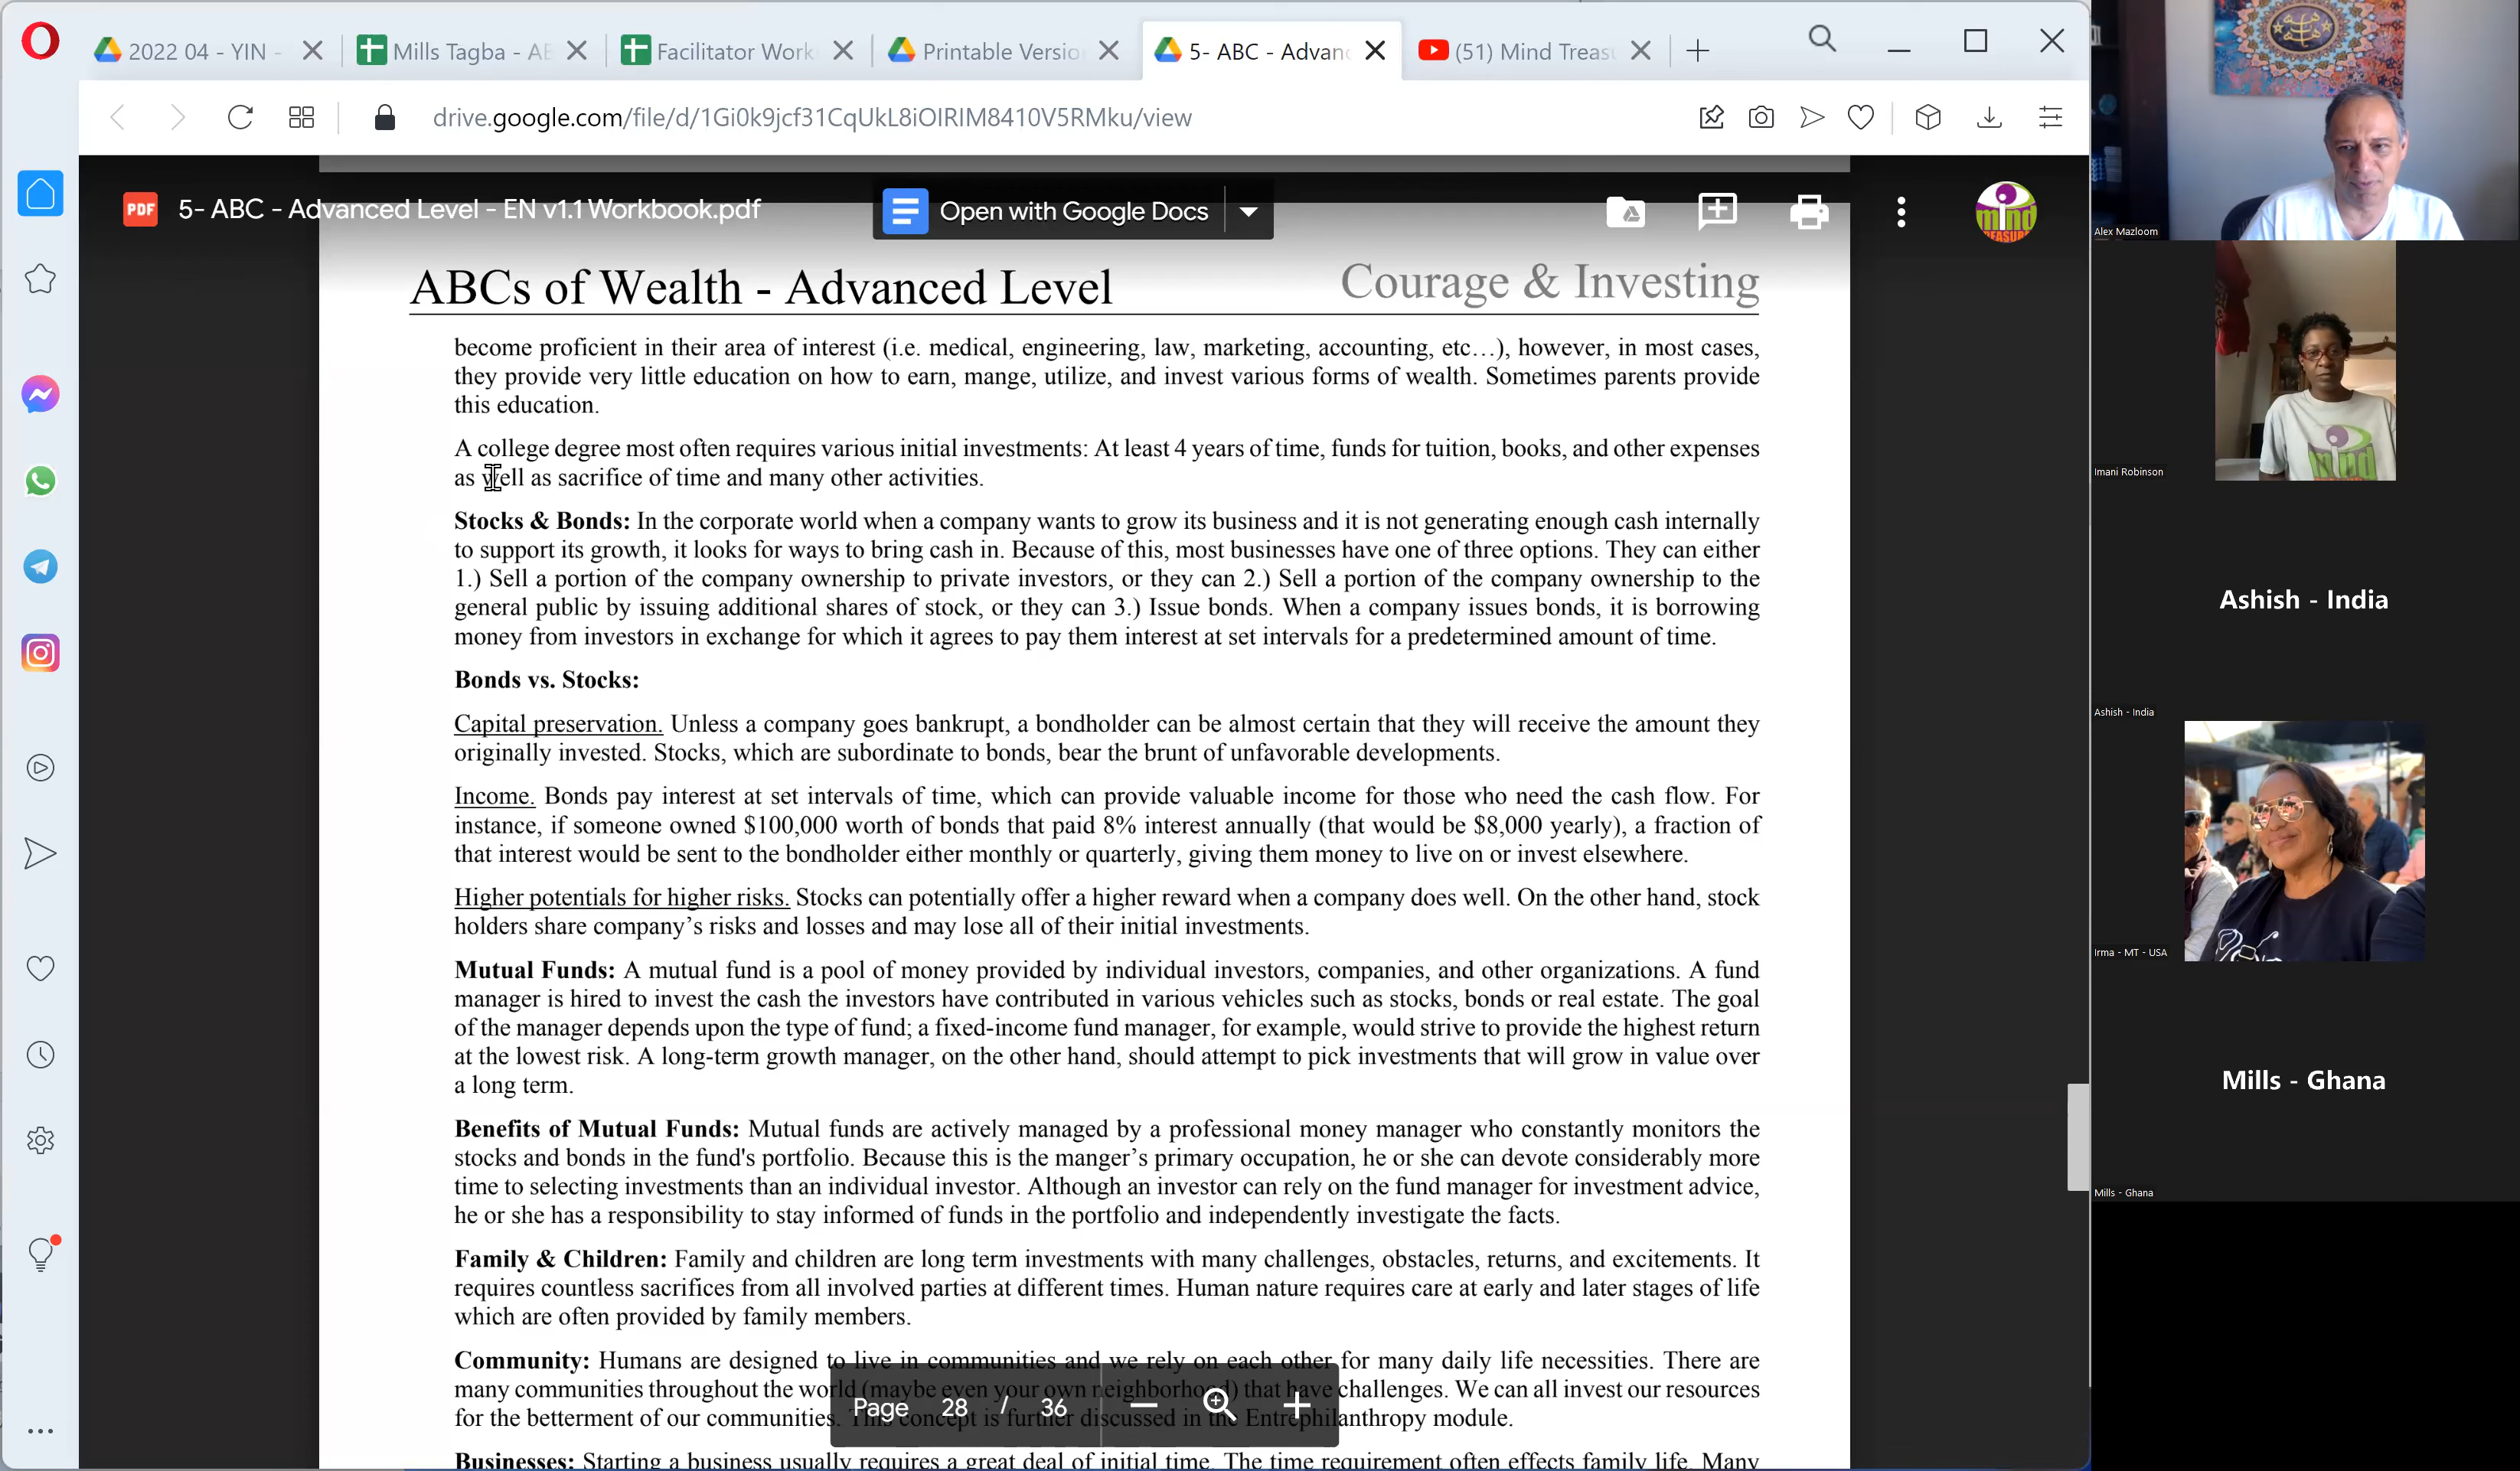 2022 04 - YIN -
Mills Tagba - AB
Facilitator Work
Printable Versio
5- ABC - Advan
(51) Mind Treas
drive.google.com/file/d/1Gi0k9jcf31CqUkL8iOIRIM8410V5RMku/view
PDF
5- ABC - Advanced Level - EN v1.1 Workbook.pdf
Open with Google Docs
mind
TREASURE
ABCs of Wealth - Advanced Level
Courage & Investing
become proficient in their area of interest (i.e. medical, engineering, law, marketing, accounting, etc…), however, in most cases,
they provide very little education on how to earn, mange, utilize, and invest various forms of wealth. Sometimes parents provide
this education.
A college degree most often requires various initial investments: At least 4 years of time, funds for tuition, books, and other expenses
as well as sacrifice of time and many other activities.
Stocks & Bonds: In the corporate world when a company wants to grow its business and it is not generating enough cash internally
to support its growth, it looks for ways to bring cash in. Because of this, most businesses have one of three options. They can either
1.) Sell a portion of the company ownership to private investors, or they can 2.) Sell a portion of the company ownership to the
general public by issuing additional shares of stock, or they can 3.) Issue bonds. When a company issues bonds, it is borrowing
money from investors in exchange for which it agrees to pay them interest at set intervals for a predetermined amount of time.
Bonds vs. Stocks:
Capital preservation. Unless a company goes bankrupt, a bondholder can be almost certain that they will receive the amount they
originally invested. Stocks, which are subordinate to bonds, bear the brunt of unfavorable developments.
Income. Bonds pay interest at set intervals of time, which can provide valuable income for those who need the cash flow. For
instance, if someone owned $100,000 worth of bonds that paid 8% interest annually (that would be $8,000 yearly), a fraction of
that interest would be sent to the bondholder either monthly or quarterly, giving them money to live on or invest elsewhere.
Higher potentials for higher risks. Stocks can potentially offer a higher reward when a company does well. On the other hand, stock
holders share company's risks and losses and may lose all of their initial investments.
Mutual Funds: A mutual fund is a pool of money provided by individual investors, companies, and other organizations. A fund
manager is hired to invest the cash the investors have contributed in various vehicles such as stocks, bonds or real estate. The goal
of the manager depends upon the type of fund; a fixed-income fund manager, for example, would strive to provide the highest return
at the lowest risk. A long-term growth manager, on the other hand, should attempt to pick investments that will grow in value over
a long term.
Benefits of Mutual Funds: Mutual funds are actively managed by a professional money manager who constantly monitors the
stocks and bonds in the fund's portfolio. Because this is the manger's primary occupation, he or she can devote considerably more
time to selecting investments than an individual investor. Although an investor can rely on the fund manager for investment advice,
he or she has a responsibility to stay informed of funds in the portfolio and independently investigate the facts.
Family & Children: Family and children are long term investments with many challenges, obstacles, returns, and excitements. It
requires countless sacrifices from all involved parties at different times. Human nature requires care at early and later stages of life
which are often provided by family members.
Community: Humans are designed to live in communities and we rely on each other for many daily life necessities. There are
many communities throughout the world (maybe even your own neighborhood) that have challenges. We can all invest our resources
for the betterment of our communities. This concept is further discussed in the Entrephilanthropy module.
Businesses: Starting a business usually requires a great deal of initial time. The time requirement often effects family life. Many
Page 28 / 36
Alex Mazloom
mind
Imani Robinson
Ashish - India
Ashish - India
Irma - MT - USA
Mills - Ghana
Mills - Ghana